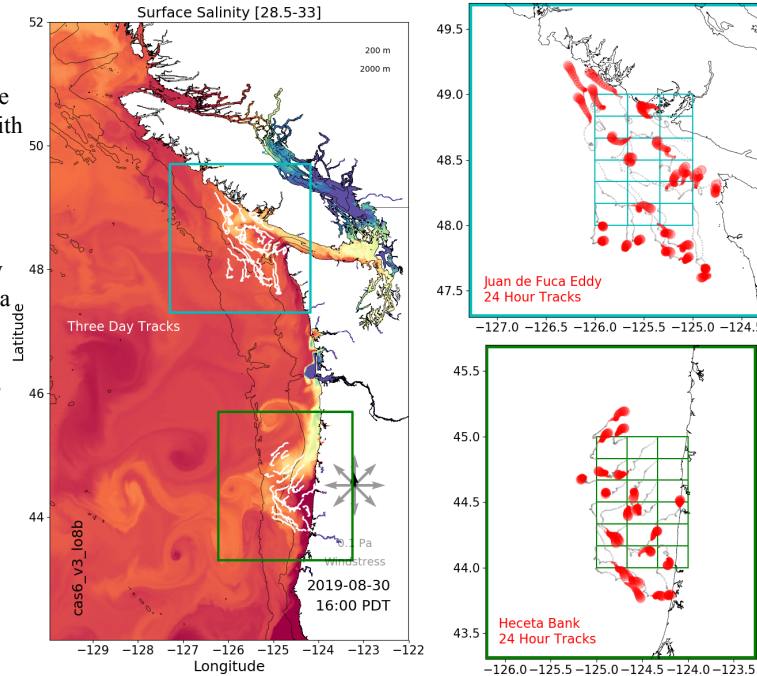 e
ith
y
a
Surface Salinity [28.5-33]
52
50
48
46
44
Latitude
200 m
2000 m
Three Day Tracks
cas6_v3_lo8b
0.1 Pa
Windstress
2019-08-30
16:00 PDT
−129 −128 −127 −126 −125 −124 −123 −122
Longitude
49.5
49.0
48.5
48.0
47.5
Juan de Fuca Eddy
24 Hour Tracks
−127.0 −126.5 −126.0 −125.5 −125.0 −124.5
45.5
45.0
44.5
44.0
43.5
Heceta Bank
24 Hour Tracks
−126.0 −125.5 −125.0 −124.5 −124.0 −123.5